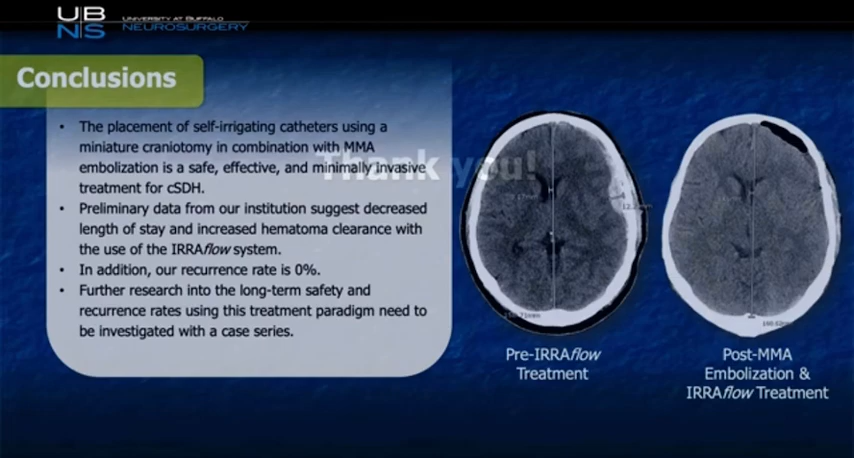 UB
NS
UNIVERSITY AT BUFFALO
NEUROSURGERY
Conclusions
• The placement of self-irrigating catheters using a
miniature craniotomy in combination with MMA
embolization is a safe, effective, and minimally invasive
treatment for cSDH.
• Preliminary data from our institution suggest decreased
length of stay and increased hematoma clearance with
the use of the IRRAflow system.
• In addition, our recurrence rate is 0%.
• Further research into the long-term safety and
recurrence rates using this treatment paradigm need to
be investigated with a case series.
Thank you!
Pre-IRRAflow
Treatment
Post-MMA
Embolization &
IRRAflow Treatment